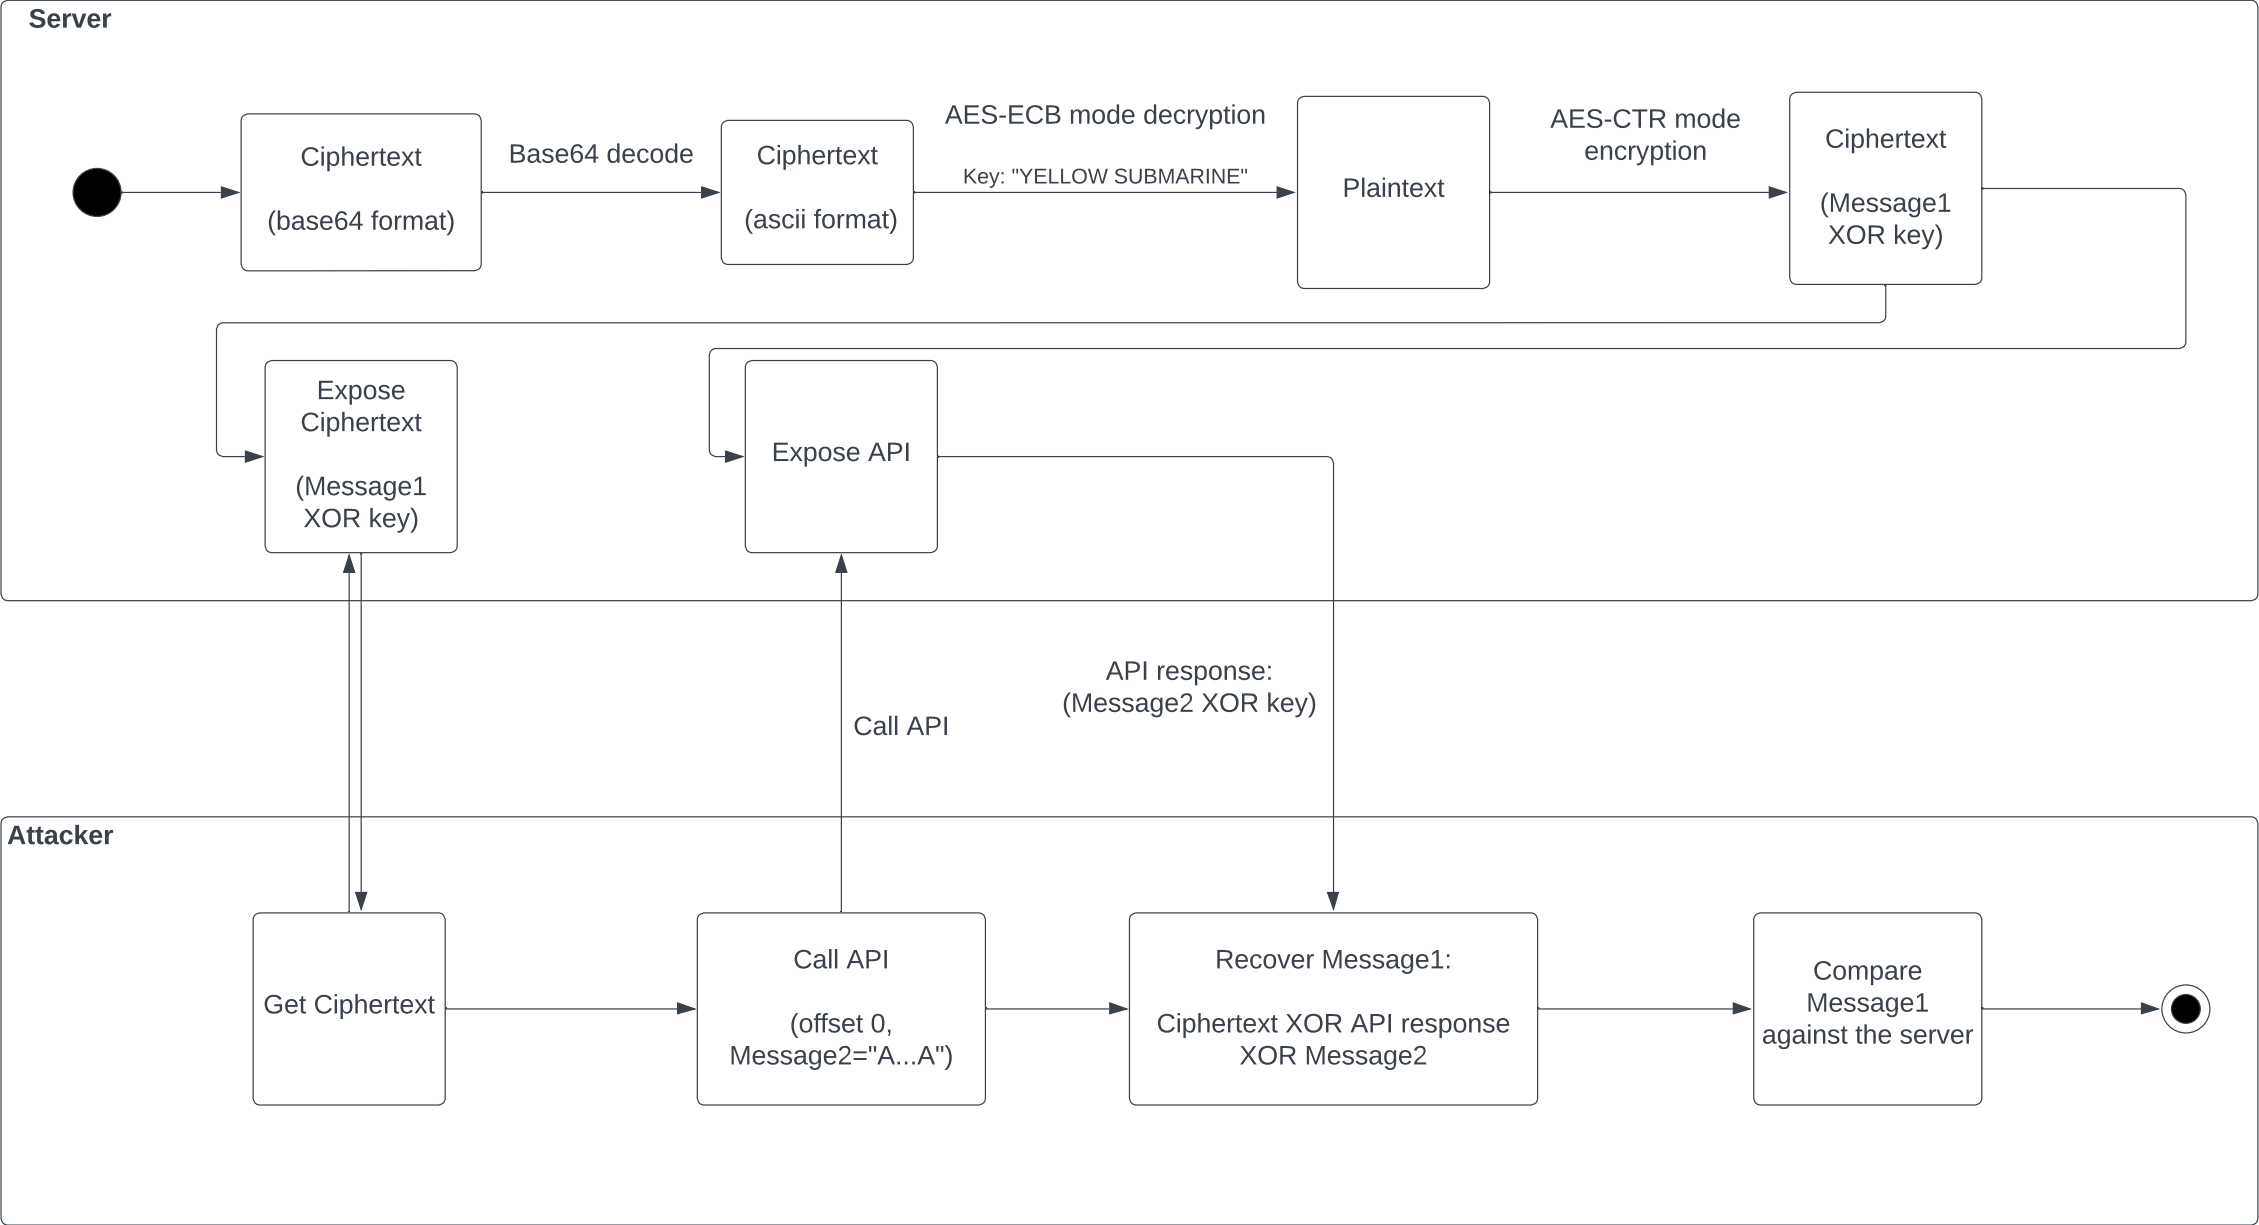 Server
Ciphertext
(base64 format)
Base64 decode
Ciphertext
(ascii format)
AES-ECB mode decryption
Key: "YELLOW SUBMARINE"
Plaintext
AES-CTR mode
encryption
Ciphertext
(Message1
XOR key)
Expose
Ciphertext
(Message1
XOR key)
Expose API
API response:
(Message2 XOR key)
Call API
Attacker
Get Ciphertext
Call API
(offset 0,
Message2="A...A")
Recover Message1:
Ciphertext XOR API response
XOR Message2
Compare
Message1
against the server